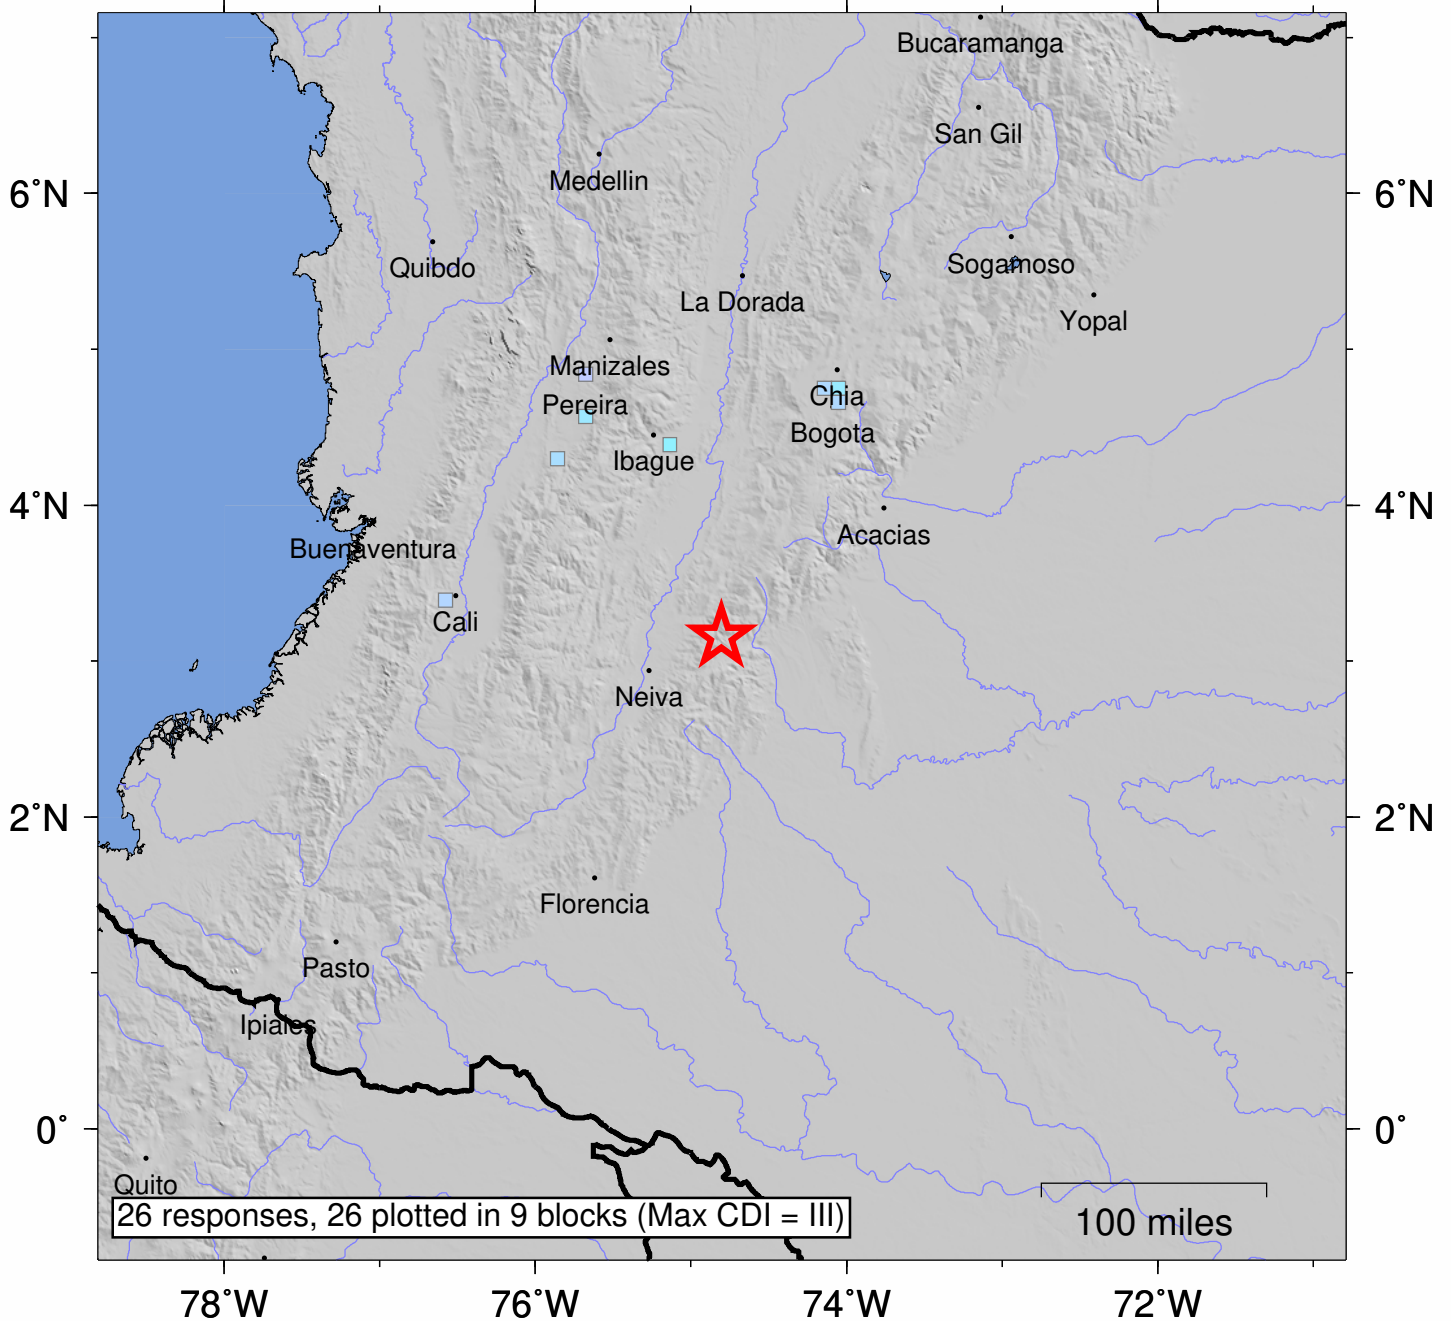 Bucaramanga
San Gil
Medellin
6˚N
6˚N
Quibdo
Sogamoso
La Dorada
Yopal
Manizales
Pereira
Chia
Bogota
Ibague
4˚N
4˚N
Acacias
Buenaventura
Cali
Neiva
2˚N
2˚N
Florencia
Pasto
Ipiales
0˚
0˚
Quito
26 responses, 26 plotted in 9 blocks (Max CDI = III)
100 miles
78˚W
76˚W
74˚W
72˚W